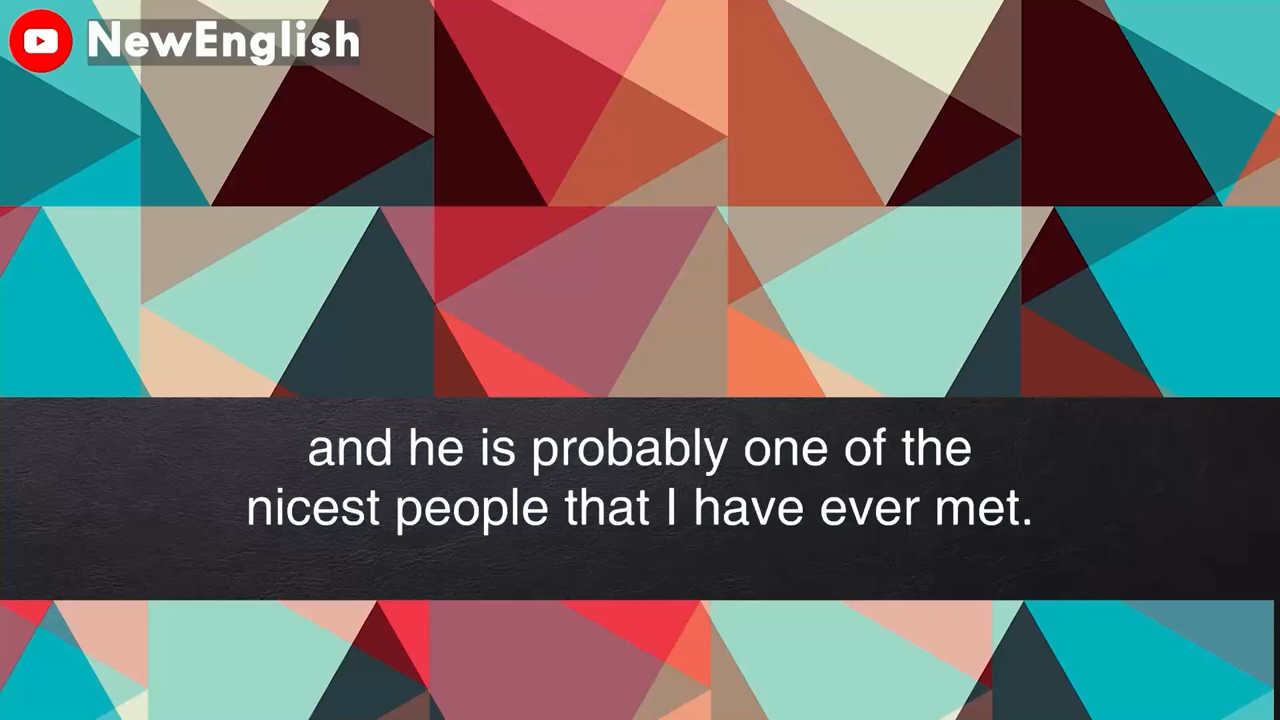 NewEnglish
and he is probably one of the
nicest people that I have ever met.